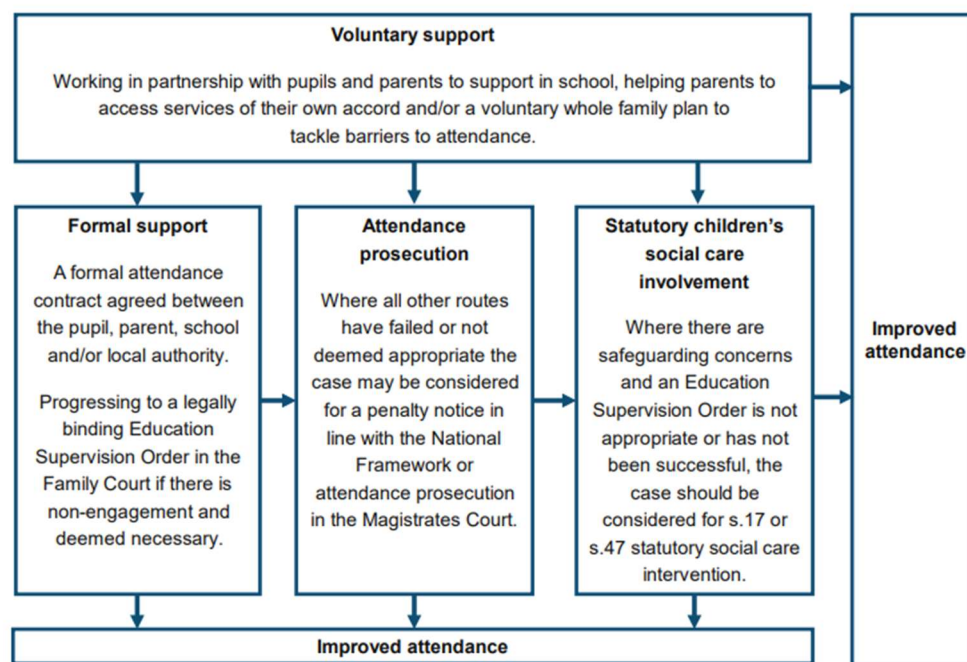 Voluntary support
Working in partnership with pupils and parents to support in school, helping parents to
access services of their own accord and/or a voluntary whole family plan to
tackle barriers to attendance.
Formal support
A formal attendance
contract agreed between
the pupil, parent, school
and/or local authority.
Progressing to a legally
binding Education
Supervision Order in the
Family Court if there is
non-engagement and
deemed necessary.
Attendance
prosecution
Where all other routes
have failed or not
deemed appropriate the
case may be considered
for a penalty notice in
line with the National
Framework or
attendance prosecution
in the Magistrates Court.
Statutory children’s
social care
involvement
Where there are
safeguarding concerns
and an Education
Supervision Order is not
appropriate or has not
been successful, the
case should be
considered for s.17 or
s.47 statutory social care
intervention.
Improved
attendance
Improved attendance